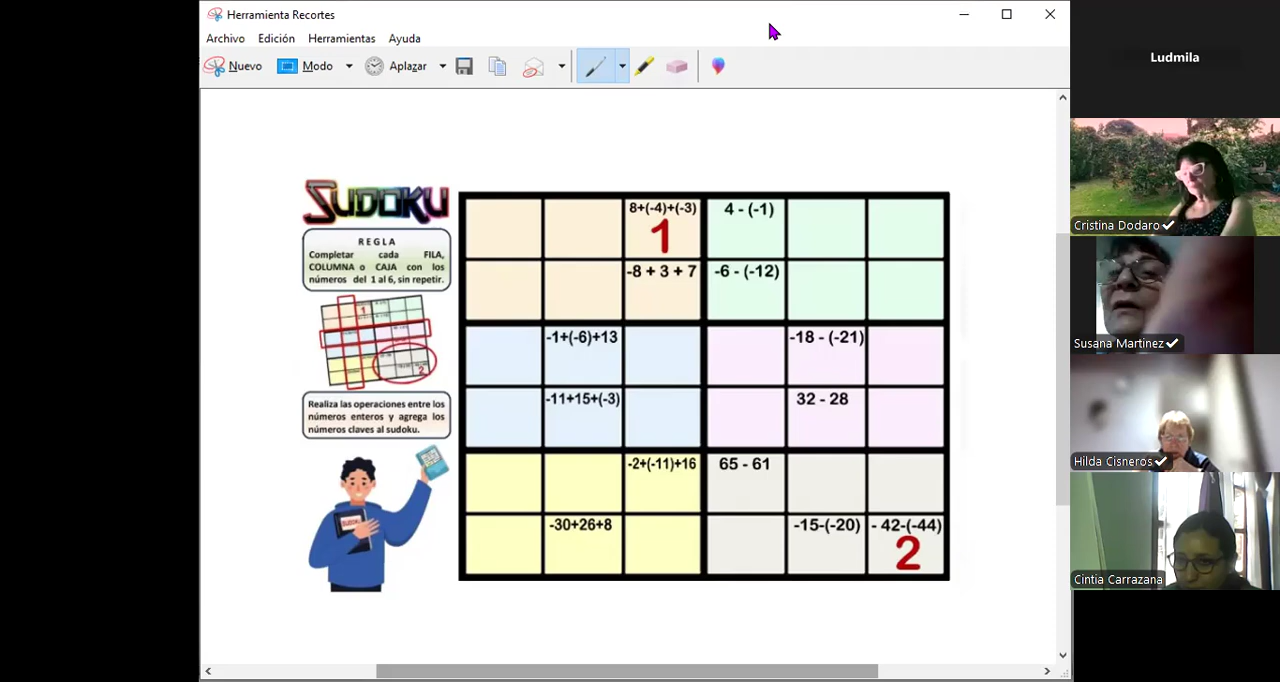 Herramienta Recortes
Archivo Edición Herramientas Ayuda
Nuevo Modo Aplazar
Ludmila
SUDOKU
REGLA
Completar cada FILA,
COLUMNA o CAJA con los
números del 1 al 6, sin repetir.
Realiza las operaciones entre los
números enteros y agrega los
números claves al sudoku.
SUDOKU
8+(-4)+(-3) 4 - (-1)
1
-8 + 3 + 7 -6 - (-12)
-1+(-6)+13 -18 - (-21)
-11+15+(-3) 32 - 28
-2+(-11)+16 65 - 61
-30+26+8 -15-(-20) - 42-(-44)
2
Cristina Dodaro
Susana Martinez
Hilda Cisneros
Cintia Carrazana